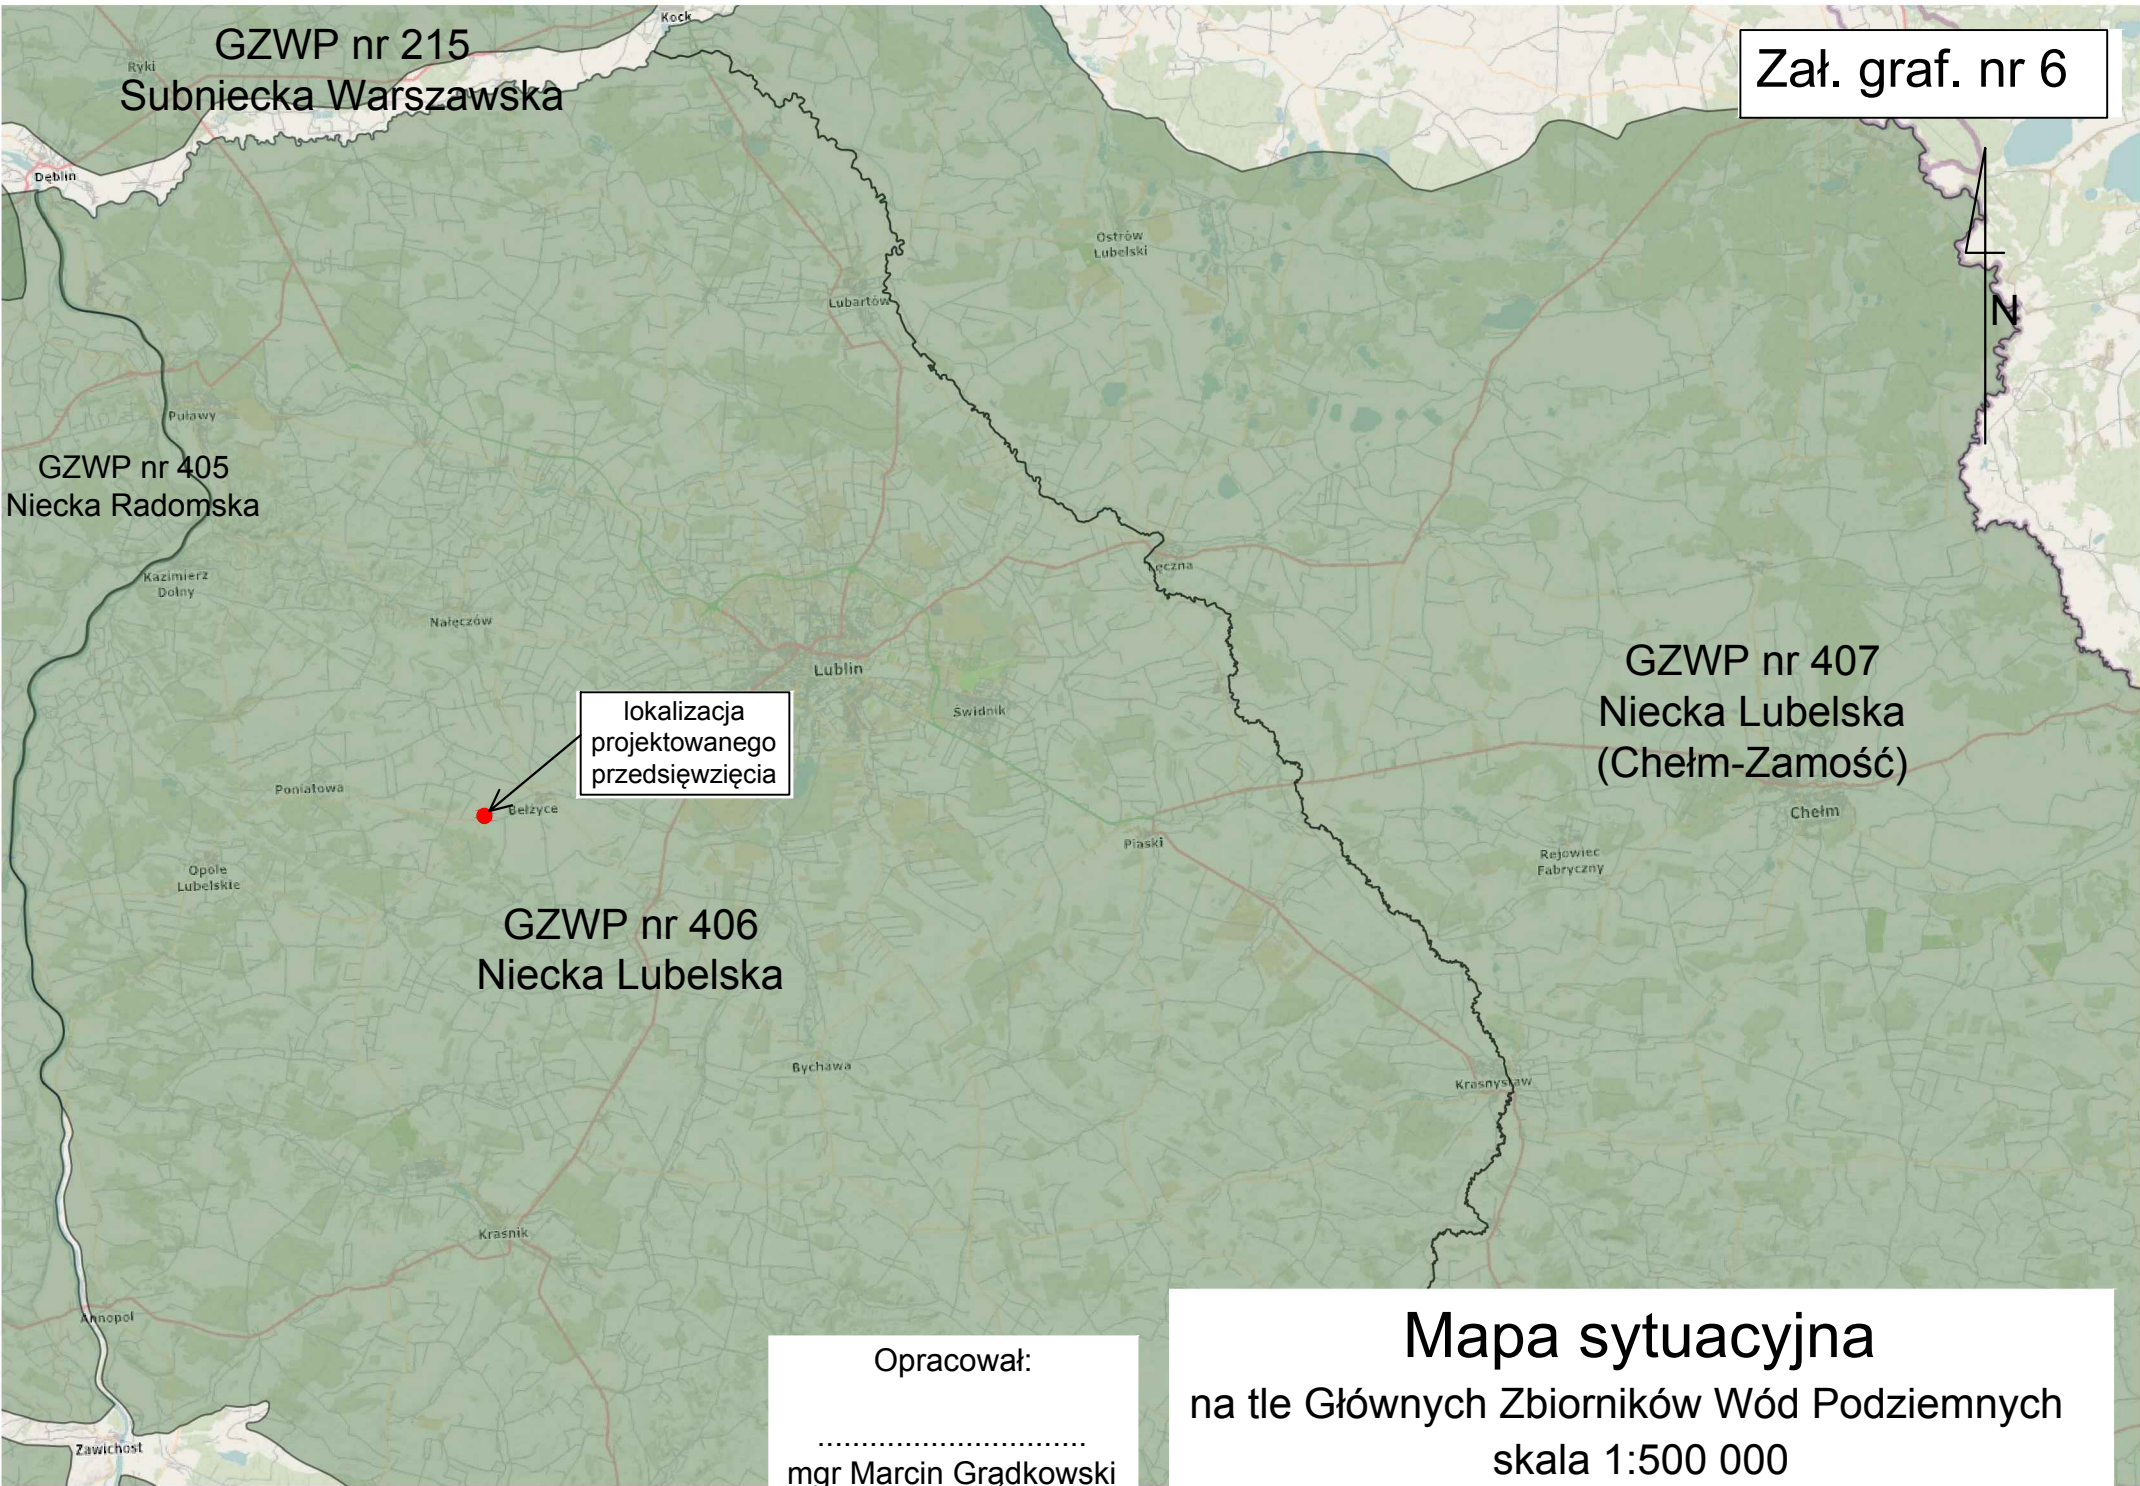 Kock
GZWP nr 215
Subniecka Warszawska
Ryki
Zał. graf. nr 6
Dęblin
Ostrów
Lubelski
Lubartów
N
Puławy
GZWP nr 405
Niecka Radomska
Kazimierz
Dolny
Nałęczów
Łęczna
Lublin
Świdnik
GZWP nr 407
Niecka Lubelska
(Chełm-Zamość)
lokalizacja
projektowanego
przedsięwzięcia
Poniatowa
Bełżyce
Chełm
Piaski
Rejowiec
Fabryczny
Opole
Lubelskie
GZWP nr 406
Niecka Lubelska
Bychawa
Krasnystaw
Kraśnik
Annopol
Zawichost
Opracował:
...............................
mgr Marcin Grądkowski
Mapa sytuacyjna
na tle Głównych Zbiorników Wód Podziemnych
skala 1:500 000